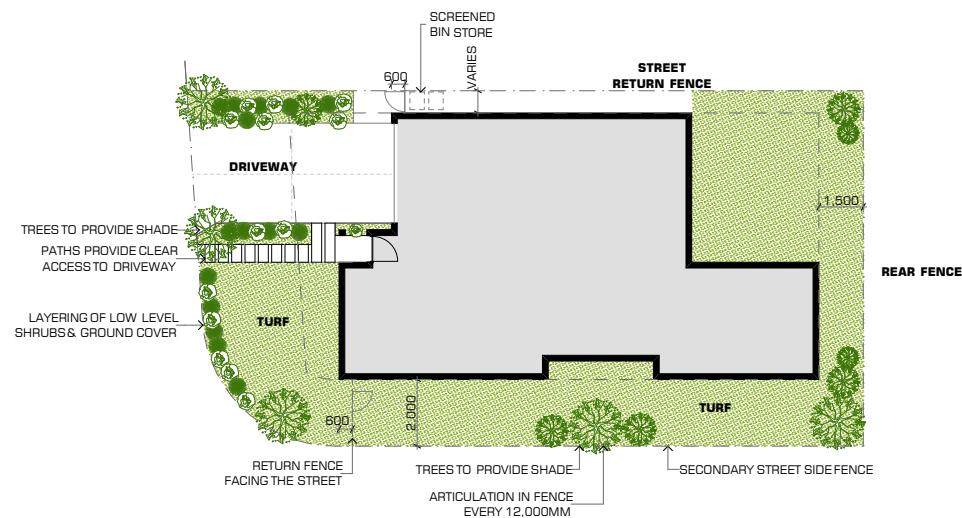 SCREENED
BIN STORE
600
VARIES
STREET
RETURN FENCE
DRIVEWAY
1,500
TREES TO PROVIDE SHADE
PATHS PROVIDE CLEAR
ACCESS TO DRIVEWAY
REAR FENCE
LAYERING OF LOW LEVEL
SHRUBS & GROUND COVER
TURF
TURF
600
2,000
RETURN FENCE
FACING THE STREET
TREES TO PROVIDE SHADE
SECONDARY STREET SIDE FENCE
ARTICULATION IN FENCE
EVERY 12,000MM